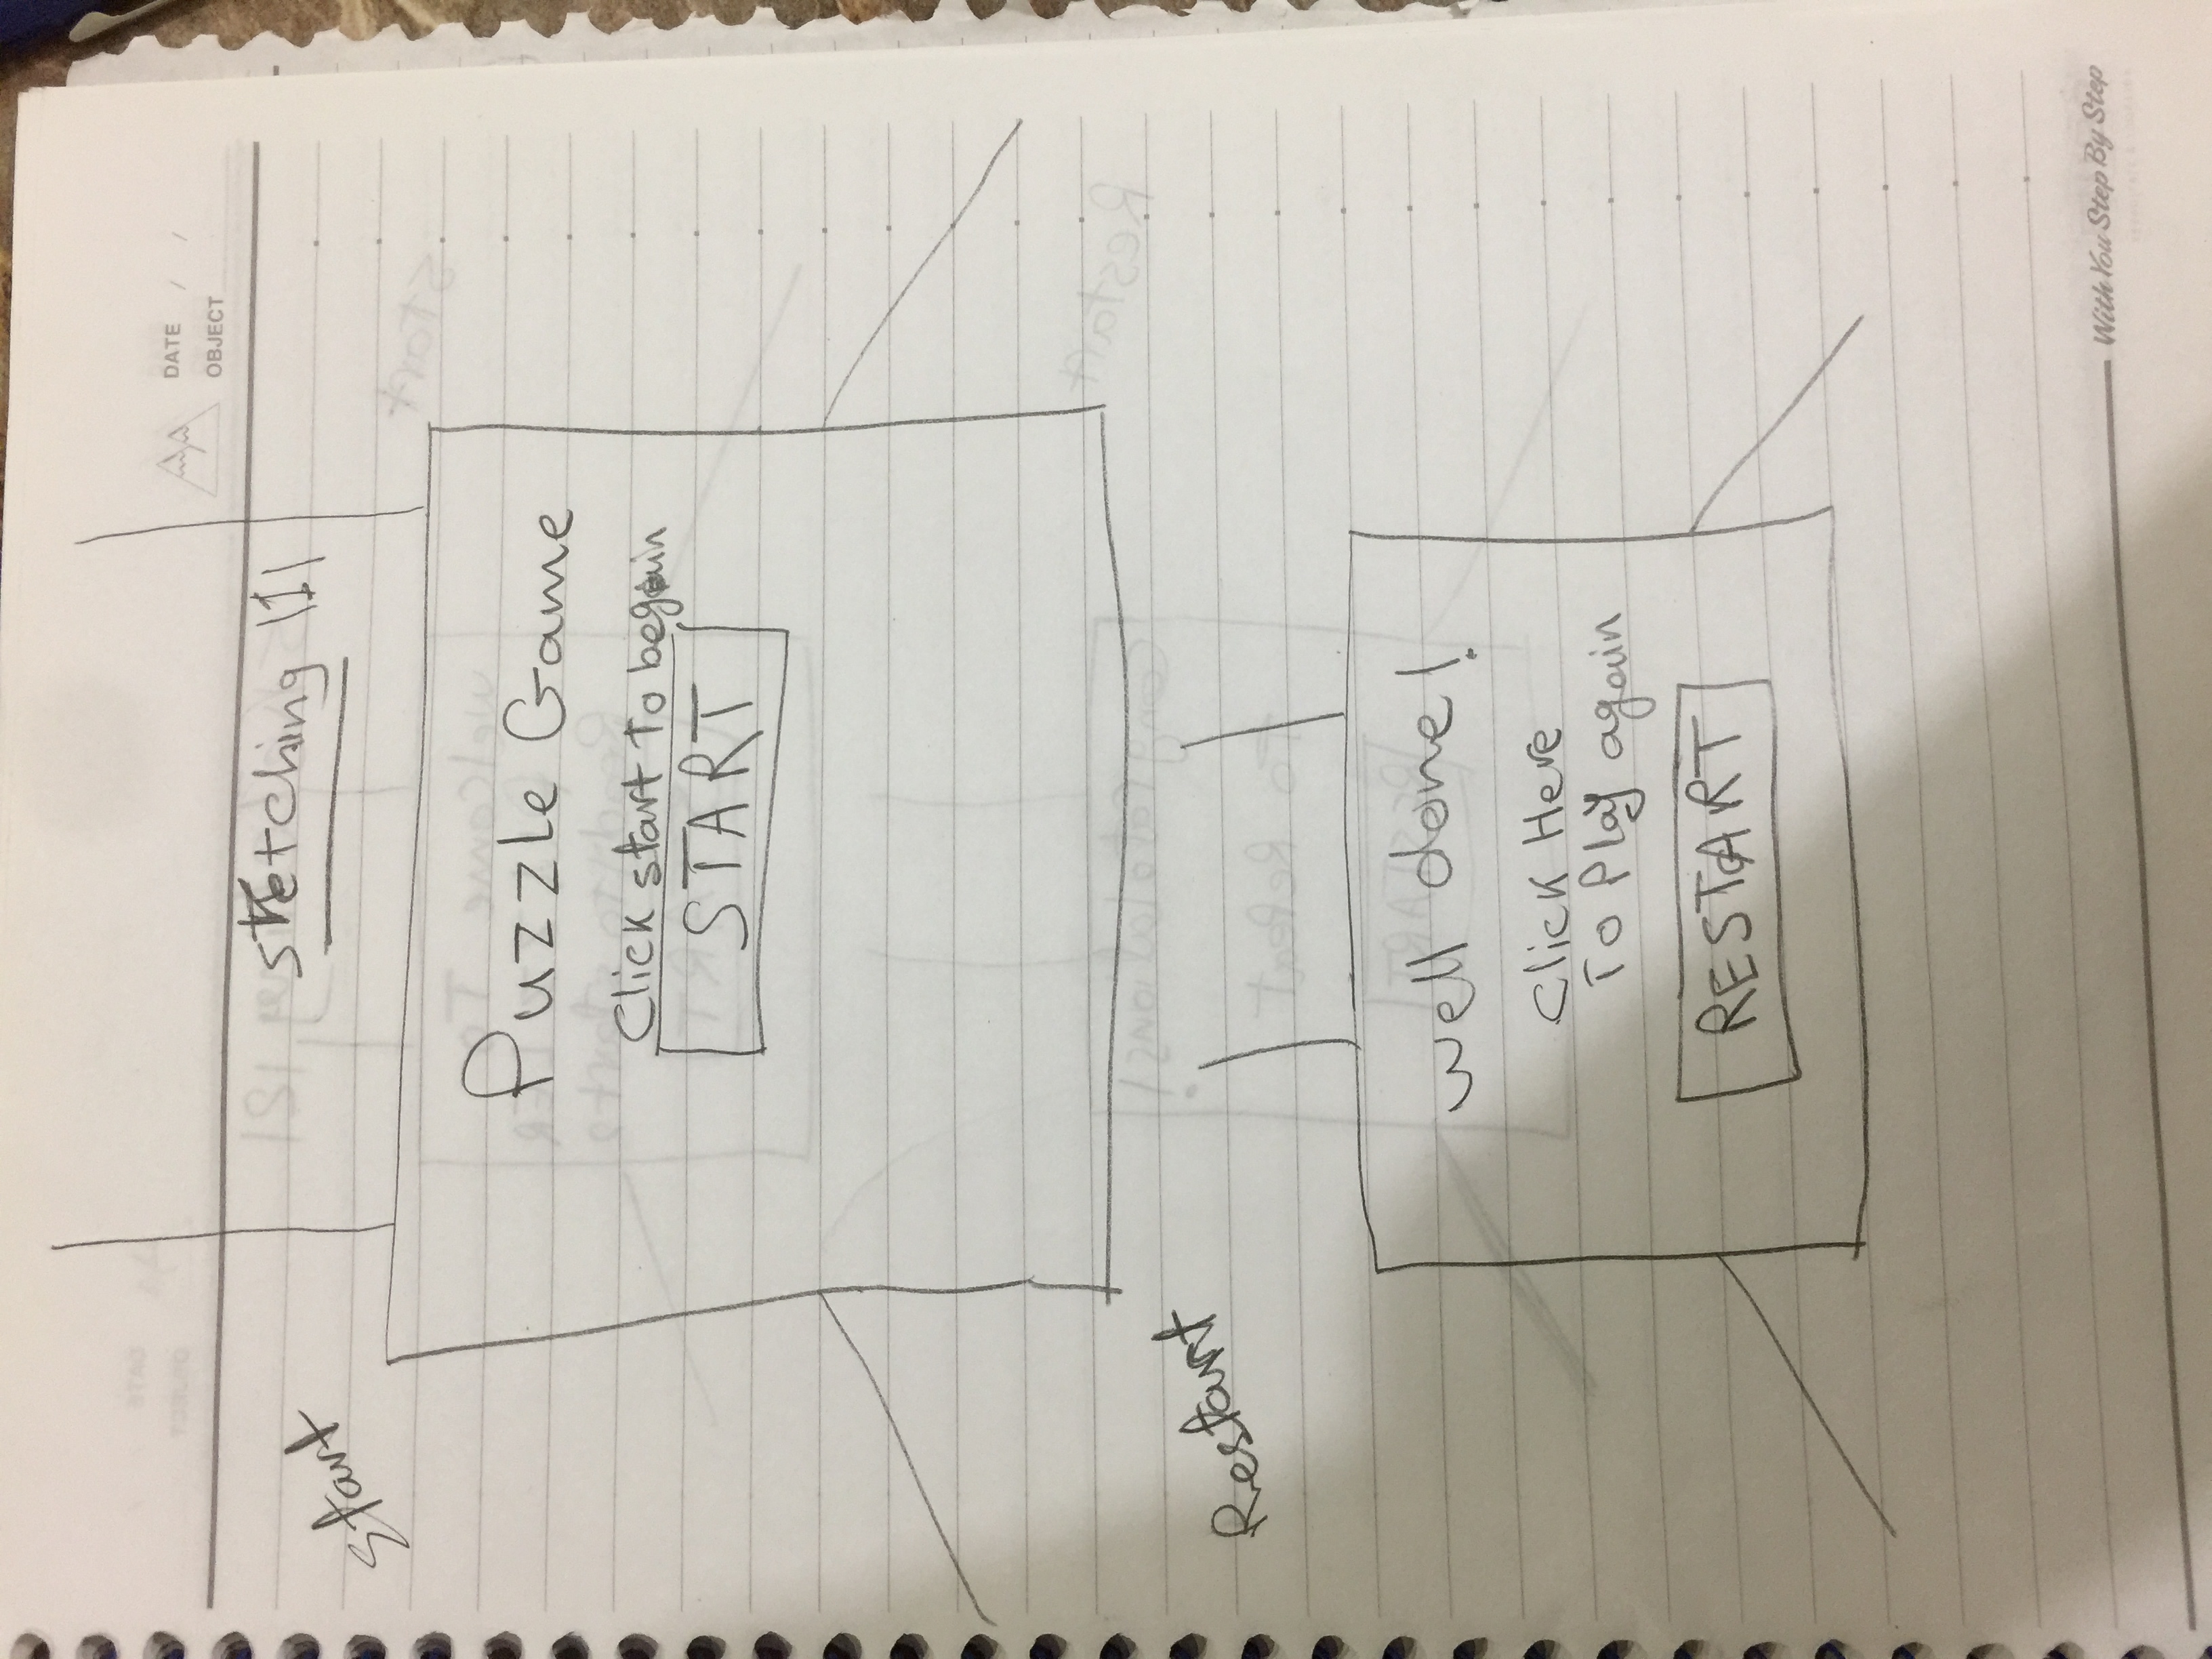 DATE / /
OBJECT
Sketching |1|
Start
Puzzle Game
Click start To begin
START
Restart
well done!
Click Here
To Play again
RESTART
With You Step By Step